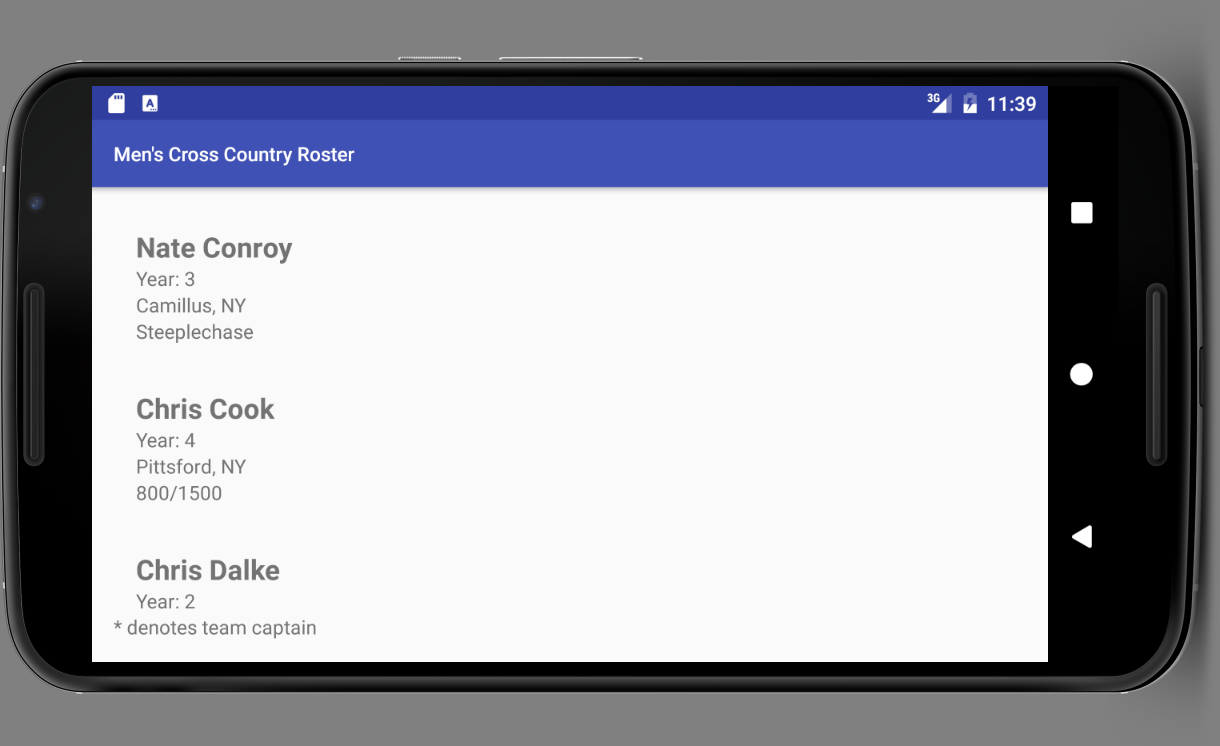 3G 11:39
Men's Cross Country Roster
Nate Conroy
Year: 3
Camillus, NY
Steeplechase
Chris Cook
Year: 4
Pittsford, NY
800/1500
Chris Dalke
Year: 2
* denotes team captain